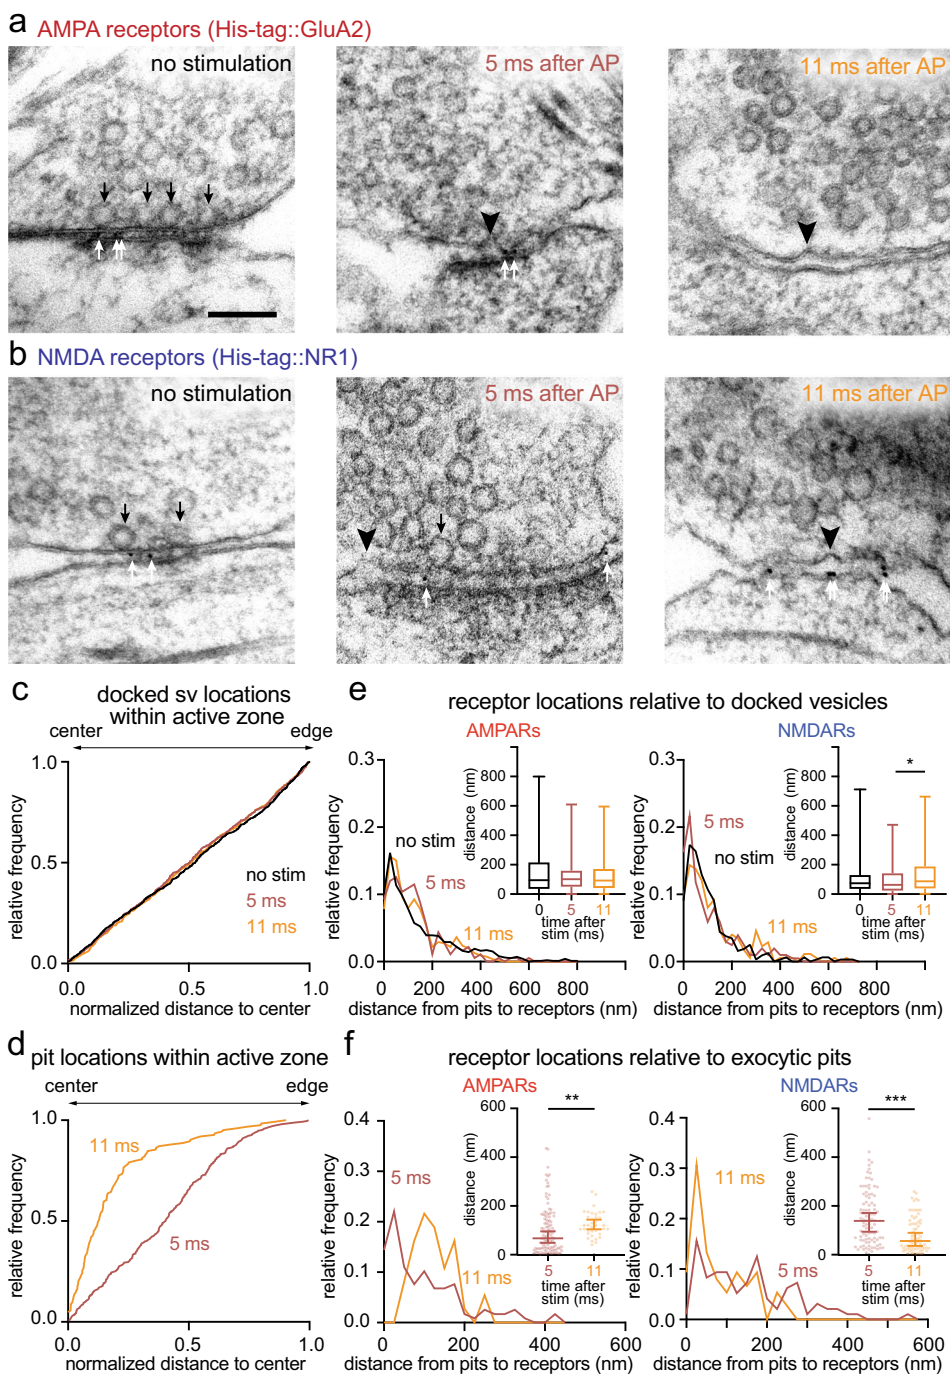 a AMPA receptors (His-tag::GluA2)
no stimulation
5 ms after AP
11 ms after AP
b NMDA receptors (His-tag::NR1)
no stimulation
5 ms after AP
11 ms after AP
c docked sv locations
within active zone
center edge
1.0
0.5
0.0
relative frequency
no stim
5 ms
11 ms
0.0 0.5 1.0
normalized distance to center
d pit locations within active zone
center edge
1.0
0.5
0.0
relative frequency
11 ms
5 ms
0.0 0.5 1.0
normalized distance to center
e receptor locations relative to docked vesicles
AMPARs
0.3
0.2
0.1
0.0
relative frequency
no stim
5 ms
11 ms
0 200 400 600 800
distance from pits to receptors (nm)
800
600
400
200
0
distance (nm)
0 5 11
time after
stim (ms)
NMDARs
0.3
0.2
0.1
0.0
relative frequency
5 ms
no stim
11 ms
0 200 400 600 800
distance from pits to receptors (nm)
*
800
600
400
200
0
distance (nm)
0 5 11
time after
stim (ms)
f receptor locations relative to exocytic pits
AMPARs
0.4
0.3
0.2
0.1
0.0
relative frequency
5 ms
11 ms
0 200 400 600
distance from pits to receptors (nm)
**
600
400
200
0
distance (nm)
5 11
time after
stim (ms)
NMDARs
0.4
0.3
0.2
0.1
0.0
relative frequency
11 ms
5 ms
0 200 400 600
distance from pits to receptors (nm)
***
600
400
200
0
distance (nm)
5 11
time after
stim (ms)